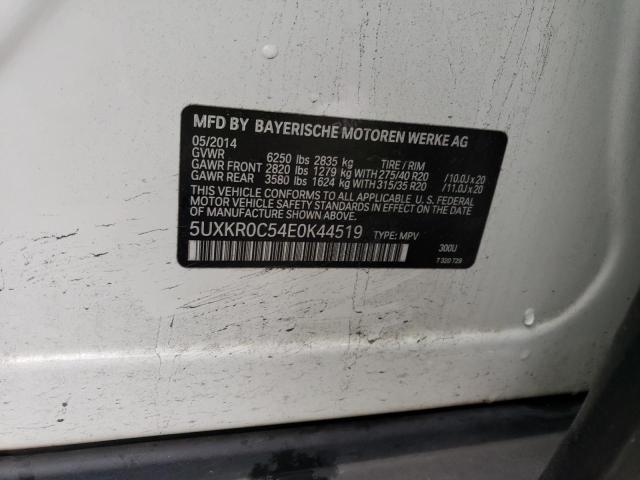 MFD BY BAYERISCHE MOTOREN WERKE AG
05/2014
GVWR 6250 lbs 2835 kg TIRE / RIM
GAWR FRONT 2820 lbs 1279 kg WITH 275/40 R20 /10.0J x 20
GAWR REAR 3580 lbs 1624 kg WITH 315/35 R20 /11.0J x 20
THIS VEHICLE CONFORMS TO ALL APPLICABLE U.S. FEDERAL
MOTOR VEHICLE SAFETY STANDARDS IN EFFECT ON THE DATE OF
MANUFACTURE SHOWN ABOVE.
5UXKR0C54E0K44519 TYPE: MPV
300U
7 320 729